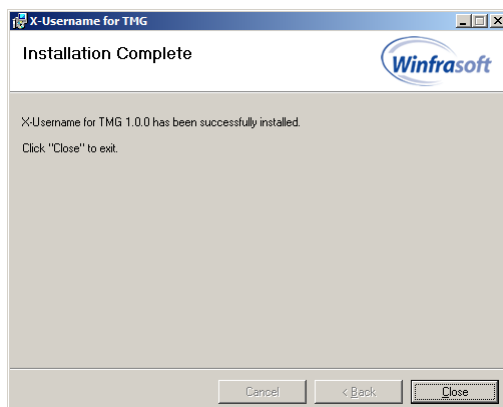 X-Username for TMG
Installation Complete
Winfrasoft
X-Username for TMG 1.0.0 has been successfully installed.
Click "Close" to exit.
Cancel
< Back
Close